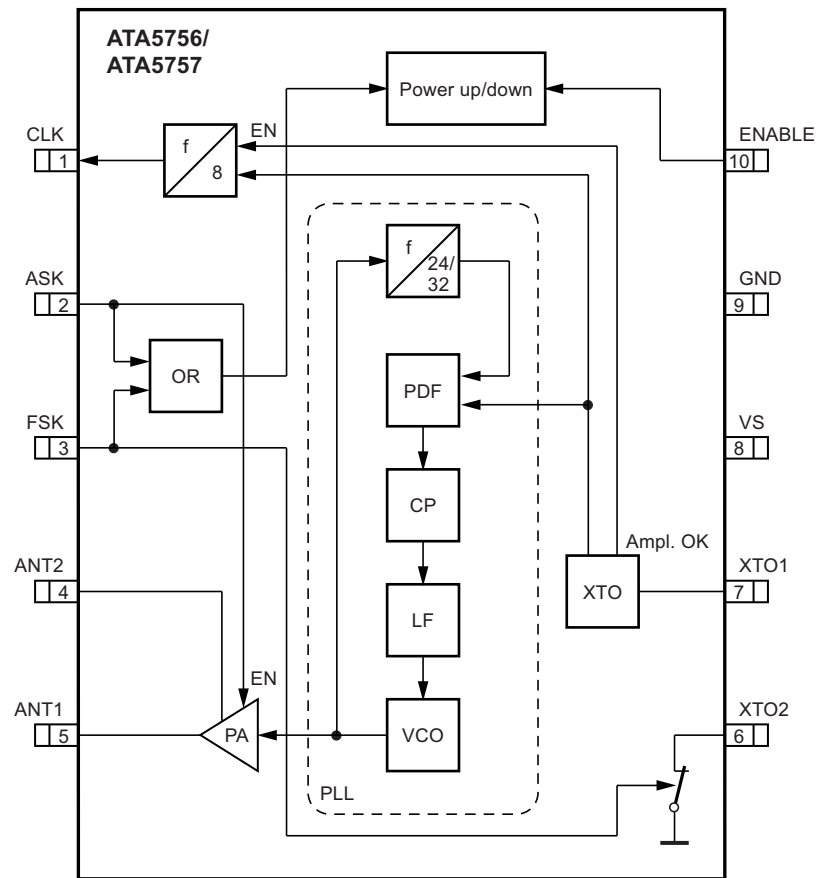 ATA5756/
ATA5757
Power up/down
CLK
1
f
8
EN
ENABLE
10
f
24/
32
ASK
2
GND
9
OR
PDF
FSK
3
VS
8
CP
Ampl. OK
ANT2
4
XTO1
7
XTO
LF
EN
ANT1
5
PA
VCO
XTO2
6
PLL